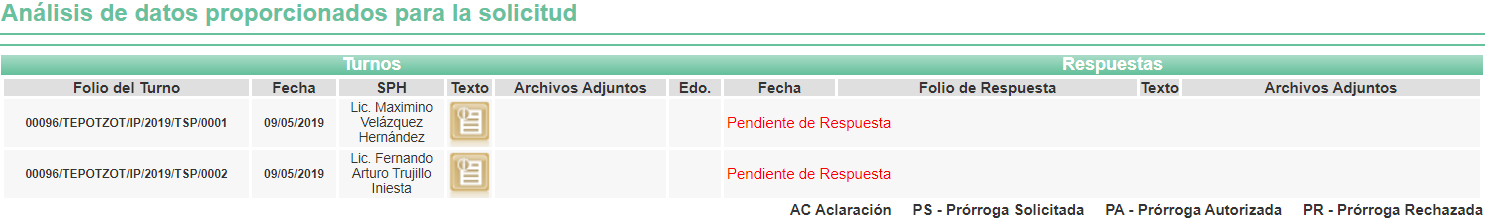 Análisis de datos proporcionados para la solicitud
Turnos Respuestas
Folio del Turno Fecha SPH Texto Archivos Adjuntos Edo. Fecha Folio de Respuesta Texto Archivos Adjuntos
00096/TEPOTZOT/IP/2019/TSP/0001 09/05/2019 Lic. Maximino
Velázquez
Hernández
Pendiente de Respuesta
00096/TEPOTZOT/IP/2019/TSP/0002 09/05/2019 Lic. Fernando
Arturo Trujillo
Iniesta
Pendiente de Respuesta
AC Aclaración PS - Prórroga Solicitada PA - Prórroga Autorizada PR - Prórroga Rechazada